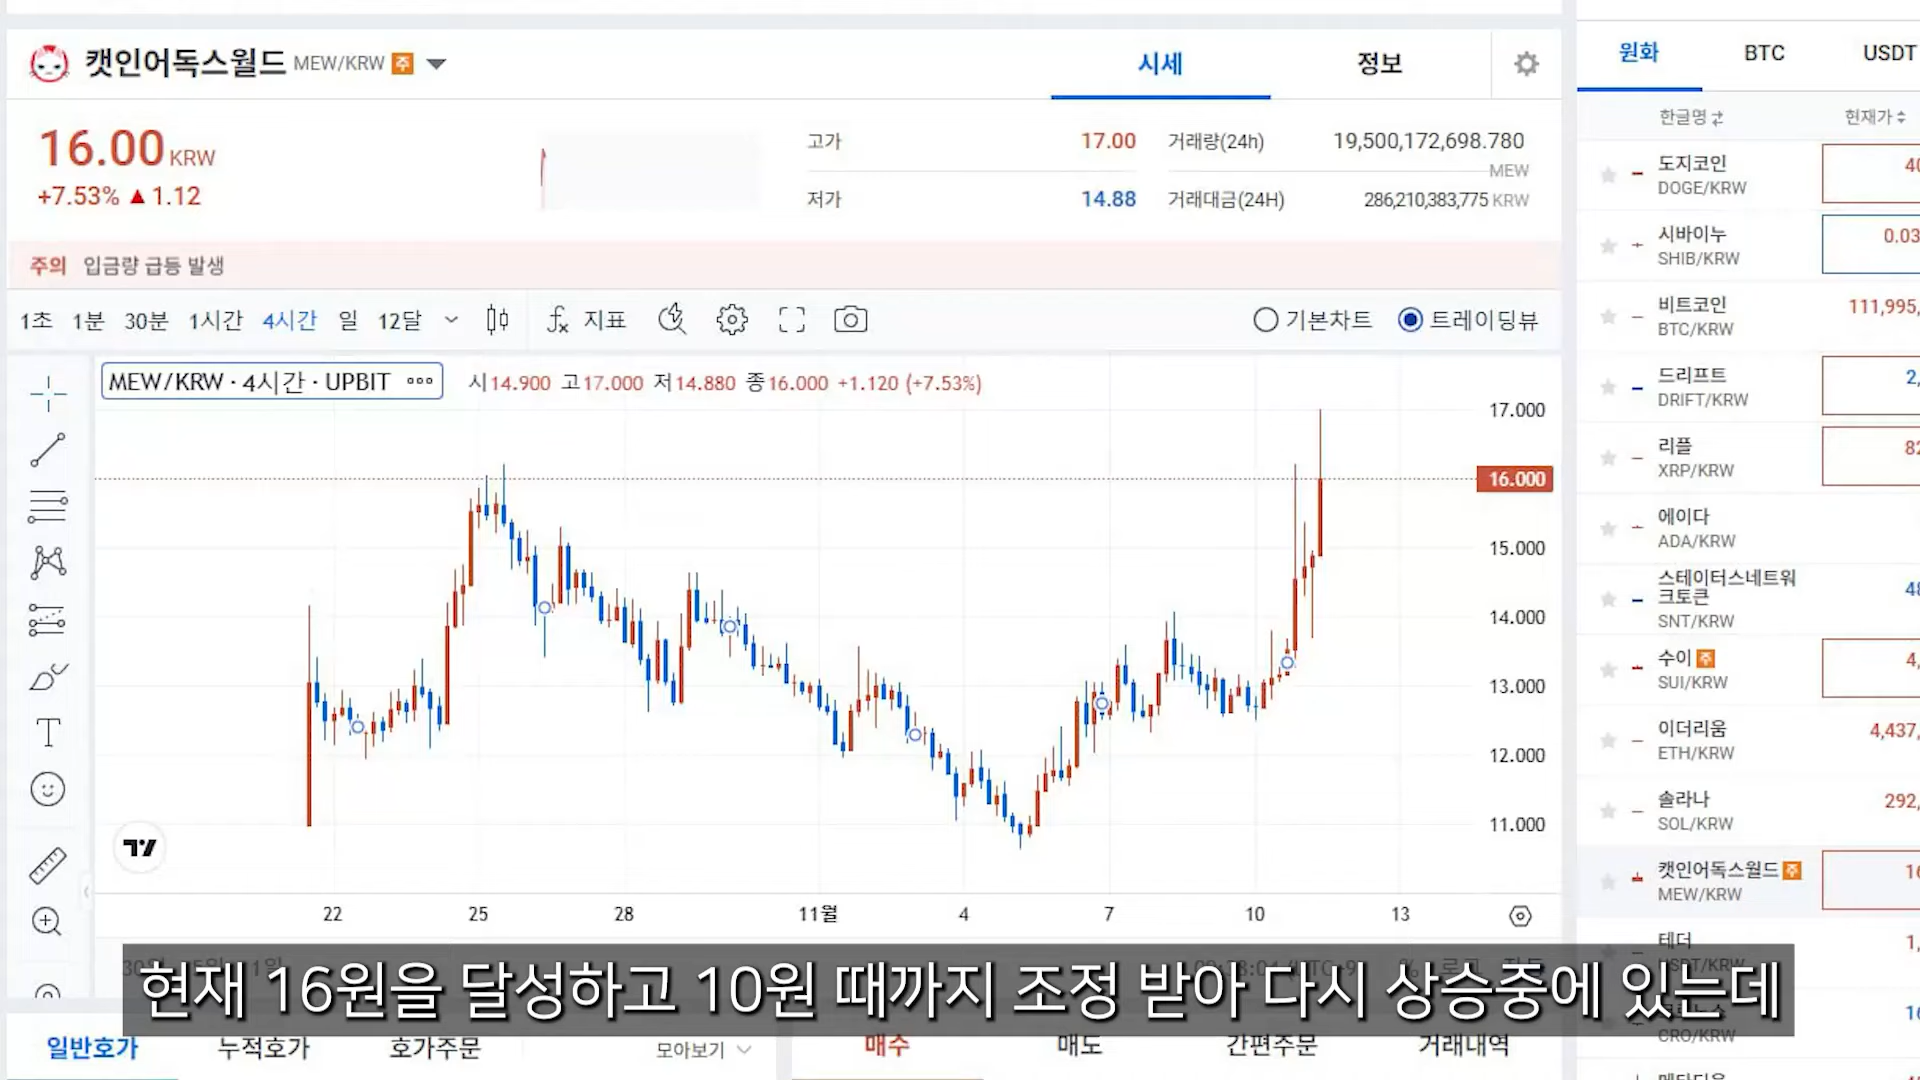 캣인어독스월드 MEW/KRW 주
시세
정보
16.00 KRW
+7.53% ▲ 1.12
고가 17.00
저가 14.88
거래량(24h) 19,500,172,698.780
MEW
거래대금(24H) 286,210,383,775 KRW
주의 입금량 급등 발생
1초 1분 30분 1시간 4시간 일 12달
지표
기본차트
트레이딩뷰
MEW/KRW · 4시간 · UPBIT
시14.900 고17.000 저14.880 종16.000 +1.120 (+7.53%)
17.000
16.000
15.000
14.000
13.000
12.000
11.000
22 25 28 11월 4 7 10 13
현재 16원을 달성하고 10원 때까지 조정 받아 다시 상승중에 있는데
일반호가 누적호가 호가주문 모아보기
매수 매도 간편주문 거래내역
원화 BTC USDT
한글명 현재가
도지코인
DOGE/KRW
시바이누 0.03
SHIB/KRW
비트코인 111,995,
BTC/KRW
드리프트 2,
DRIFT/KRW
리플 82
XRP/KRW
에이다
ADA/KRW
스테이터스네트워
크토큰 48
SNT/KRW
수이 주 4,
SUI/KRW
이더리움 4,437,
ETH/KRW
솔라나 292,
SOL/KRW
캣인어독스월드 주 16
MEW/KRW
테더 1,
USDT/KRW
CRO/KRW